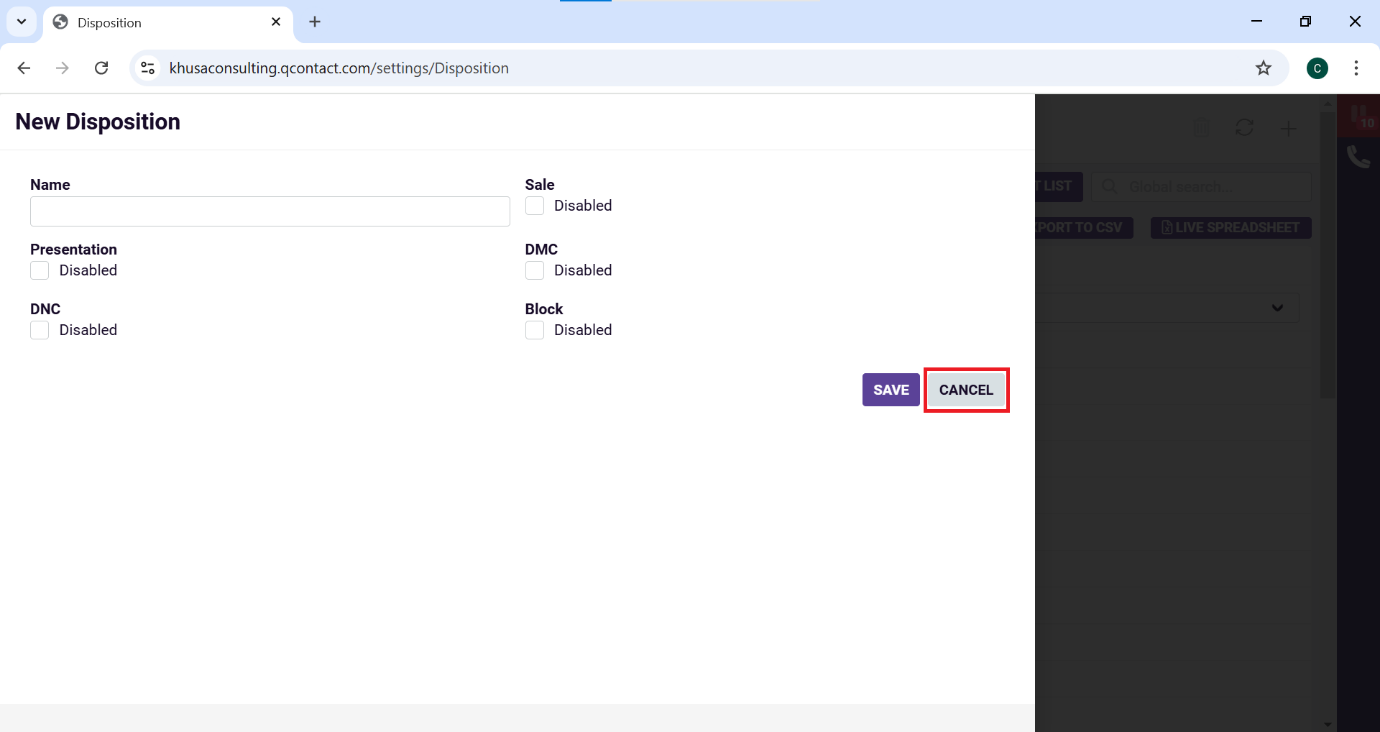 Disposition
khusaconsulting.qcontact.com/settings/Disposition
C
New Disposition
10
Name
Sale
Disabled
T LIST
Global search...
PORT TO CSV
LIVE SPREADSHEET
Presentation
Disabled
DMC
Disabled
DNC
Disabled
Block
Disabled
SAVE
CANCEL